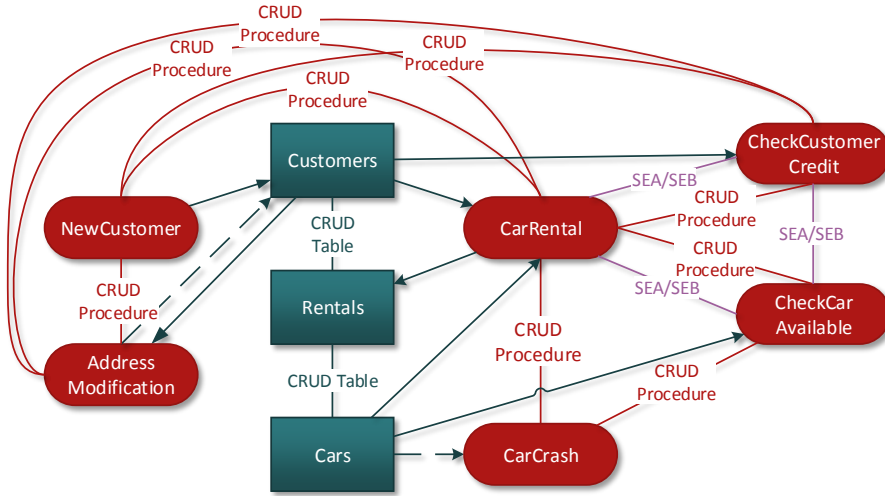 CRUD
Procedure
CRUD
Procedure
CRUD
Procedure
CRUD
Procedure
Customers
CheckCustomer
Credit
SEA/SEB
NewCustomer
CRUD
Table
CarRental
CRUD
Procedure
SEA/SEB
CRUD
Procedure
CRUD
Procedure
SEA/SEB
Rentals
CheckCar
Available
Address
Modification
CRUD
Procedure
CRUD Table
CRUD
Procedure
Cars
CarCrash